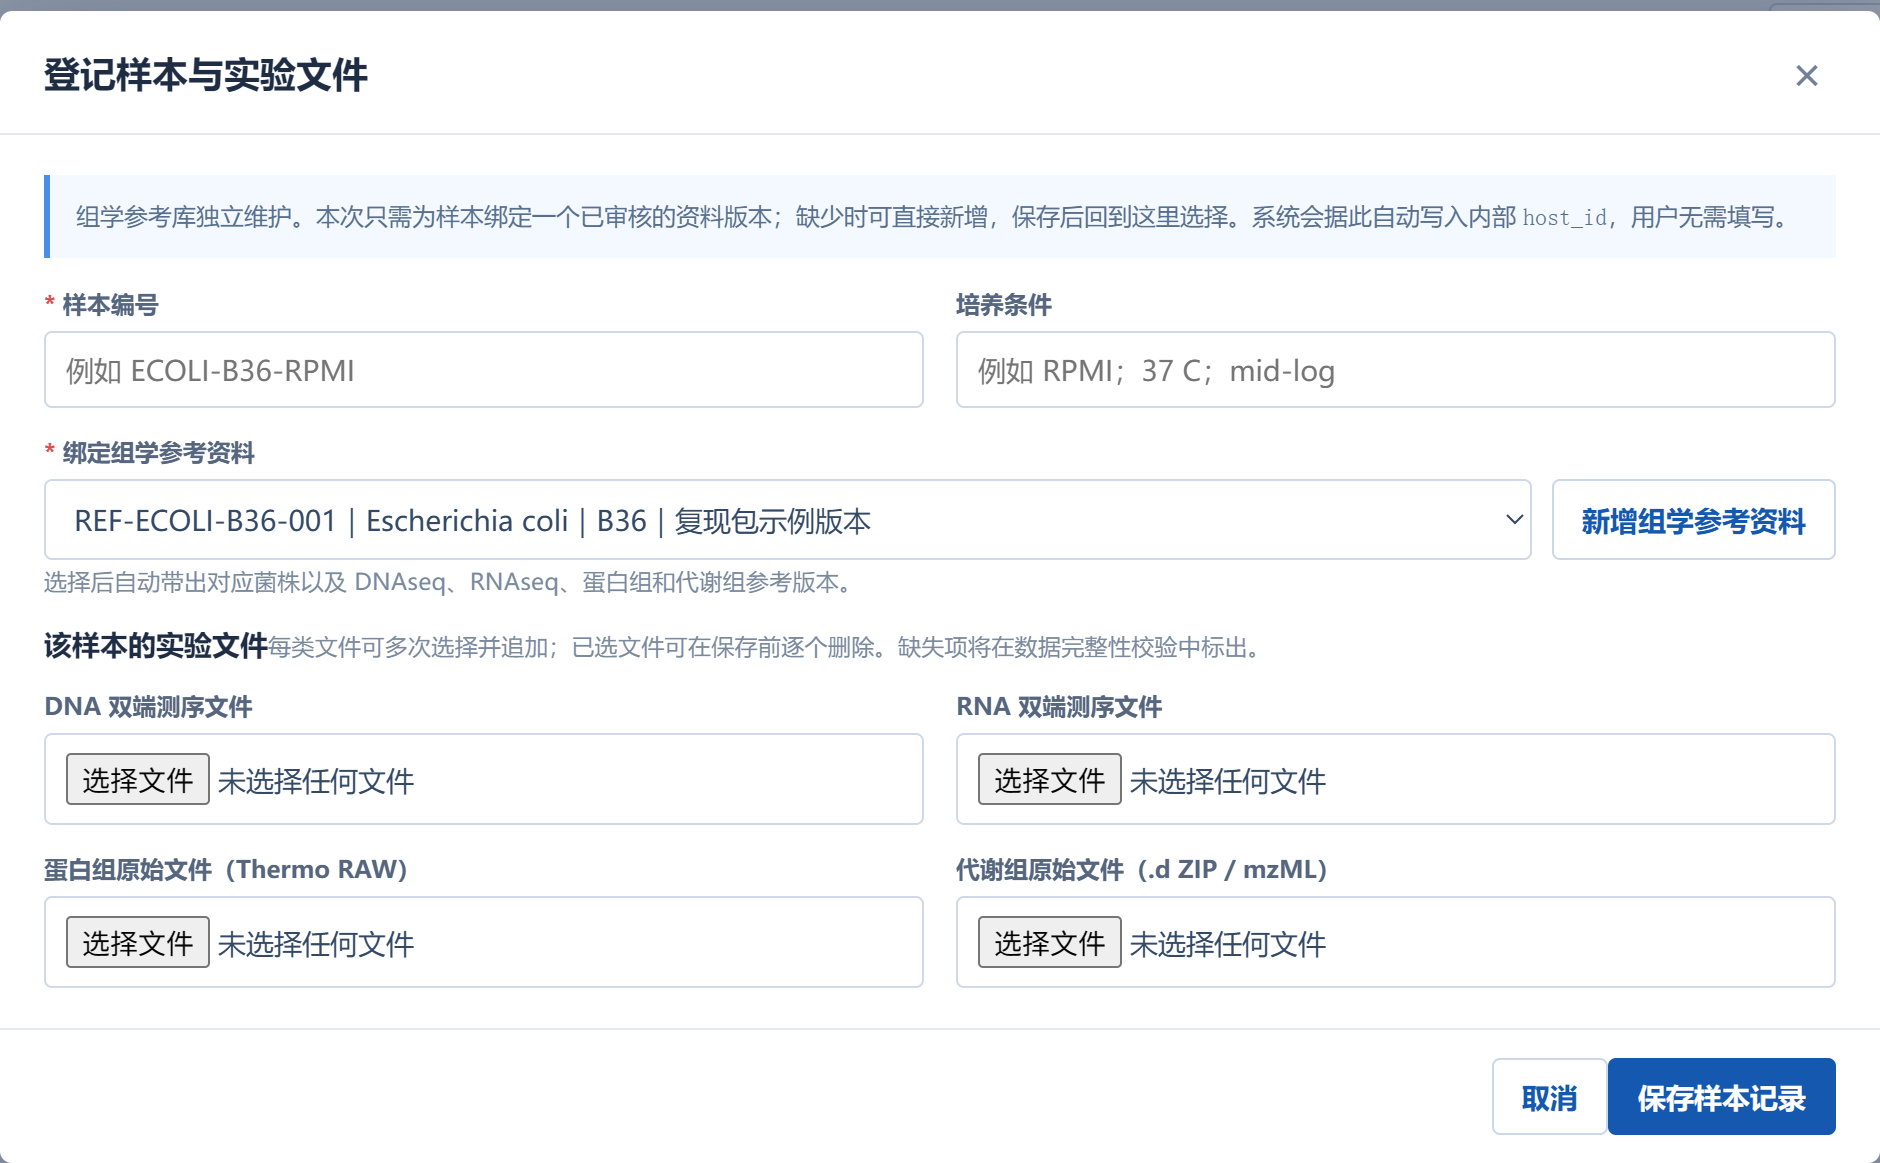 登记样本与实验文件
组学参考库独立维护。本次只需为样本绑定一个已审核的资料版本；缺少时可直接新增，保存后回到这里选择。系统会据此自动写入内部 host_id，用户无需填写。
* 样本编号
培养条件
例如 ECOLI-B36-RPMI
例如 RPMI；37 C；mid-log
* 绑定组学参考资料
REF-ECOLI-B36-001 | Escherichia coli | B36 | 复现包示例版本
新增组学参考资料
选择后自动带出对应菌株以及 DNAseq、RNAseq、蛋白组和代谢组参考版本。
该样本的实验文件每类文件可多次选择并追加；已选文件可在保存前逐个删除。缺失项将在数据完整性校验中标出。
DNA 双端测序文件
RNA 双端测序文件
选择文件 未选择任何文件
选择文件 未选择任何文件
蛋白组原始文件（Thermo RAW）
代谢组原始文件（.d ZIP / mzML）
选择文件 未选择任何文件
选择文件 未选择任何文件
取消
保存样本记录